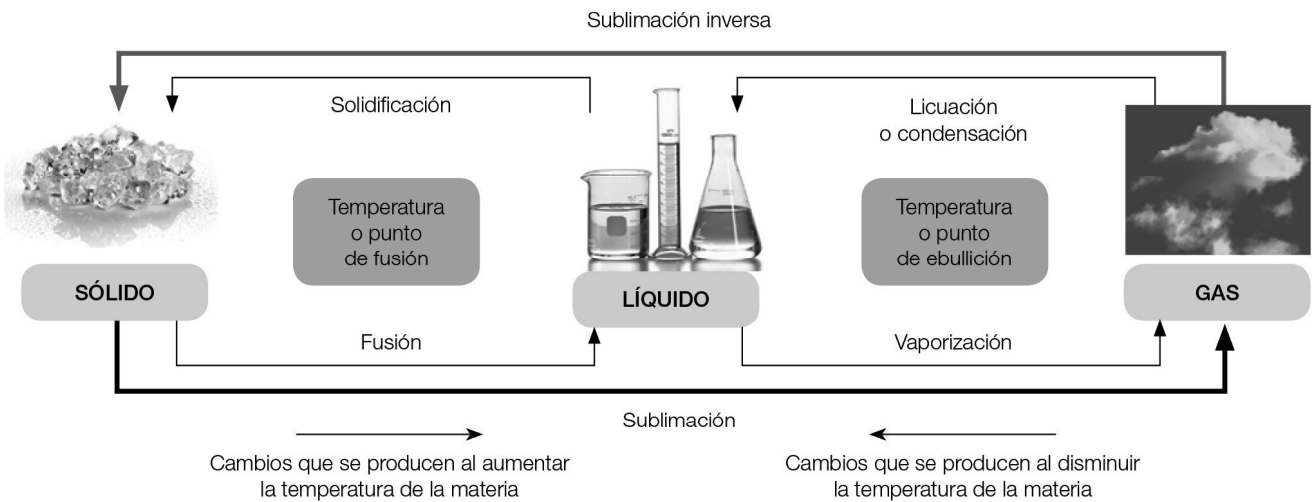 Sublimación inversa
Solidificación
Licuación
o condensación
Temperatura
o punto
de fusión
Temperatura
o punto
de ebullición
SÓLIDO
LÍQUIDO
GAS
Fusión
Vaporización
Sublimación
Cambios que se producen al aumentar
la temperatura de la materia
Cambios que se producen al disminuir
la temperatura de la materia